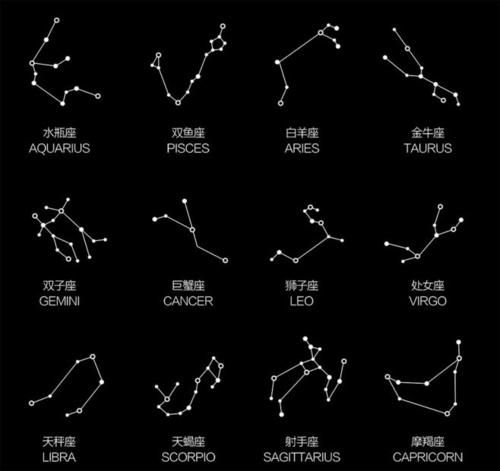 水瓶座
AQUARIUS
双鱼座
PISCES
白羊座
ARIES
金牛座
TAURUS
双子座
GEMINI
巨蟹座
CANCER
狮子座
LEO
处女座
VIRGO
天秤座
LIBRA
天蝎座
SCORPIO
射手座
SAGITTARIUS
摩羯座
CAPRICORN